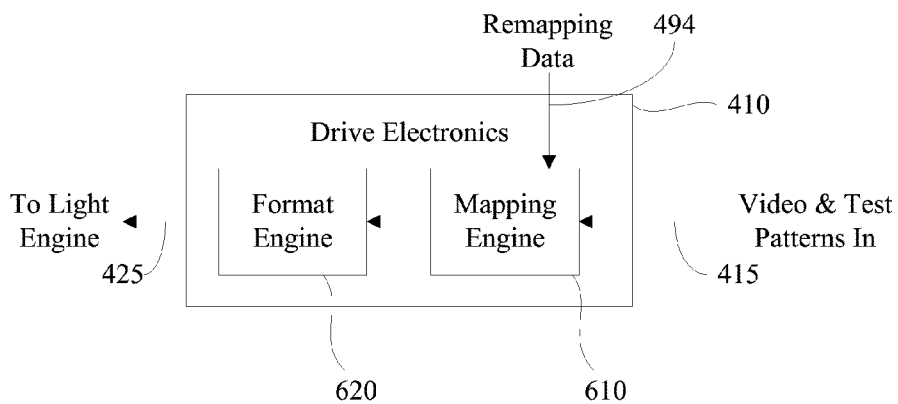 Remapping
Data
494
410
Drive Electronics
To Light
Engine
Format
Engine
Mapping
Engine
Video & Test
Patterns In
425
415
620
610